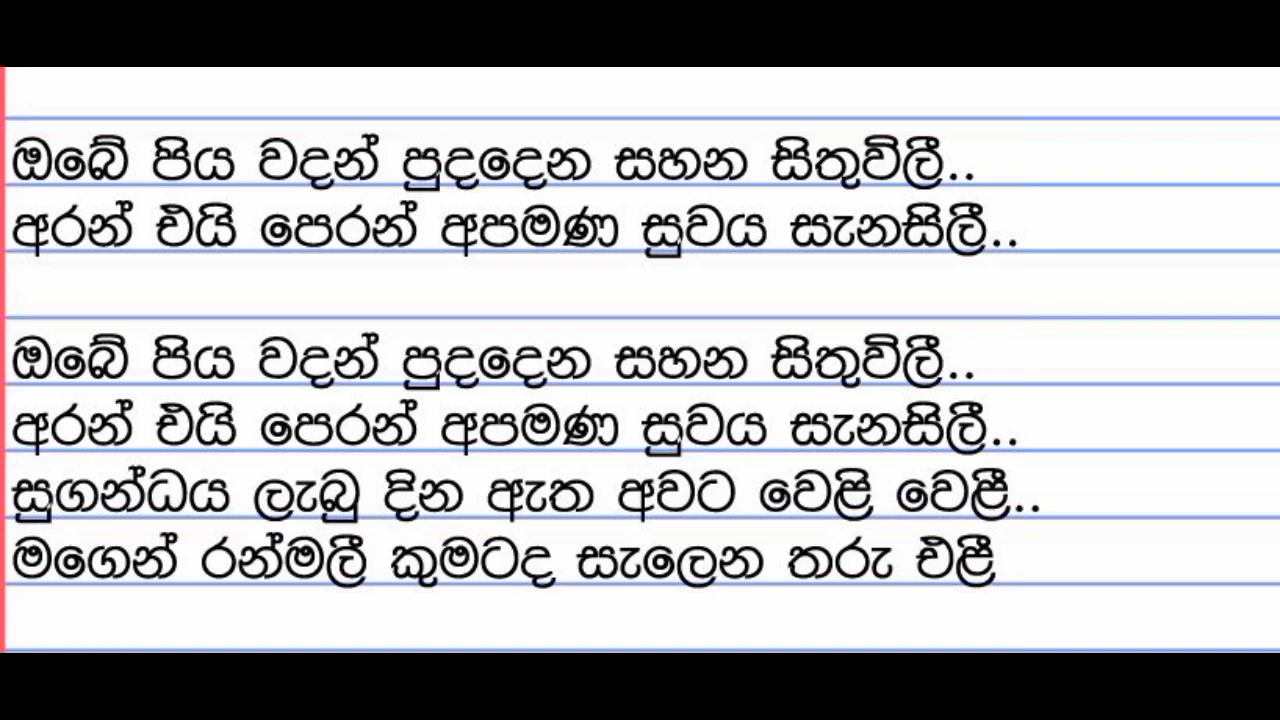 ඔබේ පිය වදන් පුදදෙන සහන සිතුවිලී..
අරන් එයි පෙරන් අපමණ සුවය සැනසිලී..
ඔබේ පිය වදන් පුදදෙන සහන සිතුවිලී..
අරන් එයි පෙරන් අපමණ සුවය සැනසිලී..
සුගන්ධය ලැබු දින ඇත අවට වෙළි වෙළී..
මගෙන් රන්මලී කුමටද සැලෙන තරු එළී